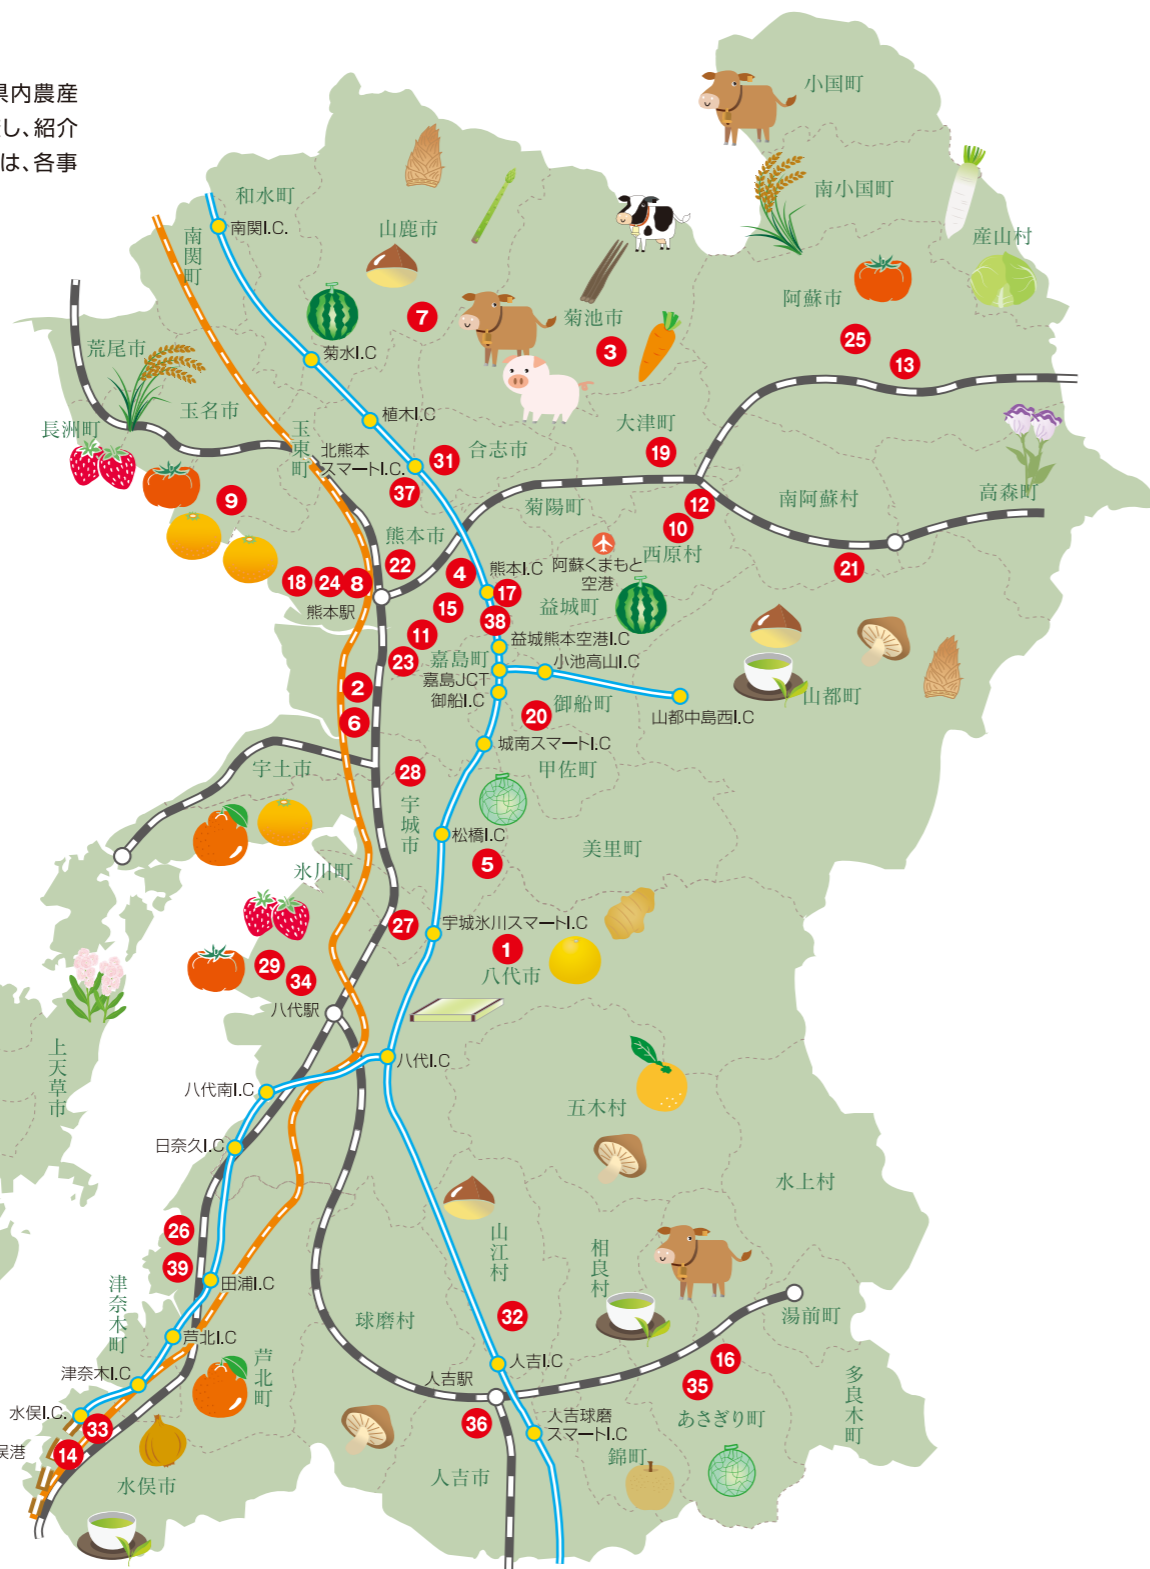 県内農産
し、紹介
は、各事
小国町
南小国町
産山村
和水町
南関I.C.
南関町
山鹿市
阿蘇市
7
菊池市
3
25
13
荒尾市
菊水I.C
玉名市
植木I.C
大津町
長洲町
玉東町
北熊本
スマートI.C.
31
合志市
19
37
9
菊陽町
南阿蘇村
高森町
12
10
熊本市
22
西原村
阿蘇くまもと
空港
4
熊本I.C
21
18
24
8
17
熊本駅
15
益城町
38
11
益城熊本空港I.C
23
嘉島町
小池高山I.C
嘉島JCT
2
御船I.C
御船町
山都町
6
20
山都中島西I.C
城南スマートI.C
宇土市
28
甲佐町
宇城市
松橋I.C
美里町
5
氷川町
27
宇城氷川スマートI.C
1
八代市
29
34
八代駅
上天草市
八代I.C
八代南I.C
五木村
日奈久I.C
水上村
26
山江村
相良村
39
田浦I.C
津奈木町
湯前町
球磨村
32
芦北I.C
芦北町
16
津奈木I.C
人吉駅
人吉I.C
35
多良木町
水俣I.C.
33
36
人吉球磨
スマートI.C
あさぎり町
14
俣港
錦町
水俣市
人吉市